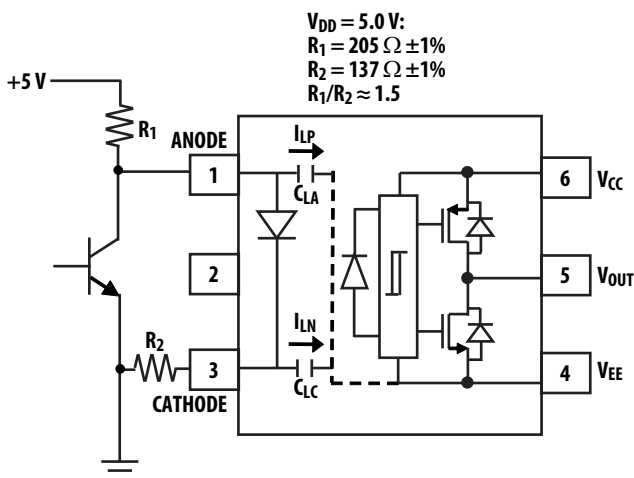 V_DD = 5.0 V:
R_1 = 205 Ω ±1%
R_2 = 137 Ω ±1%
R_1/R_2 ≈ 1.5
+5 V
R_1
ANODE
I_LP
1
C_LA
6
V_CC
2
5
V_OUT
R_2
I_LN
3
C_LC
4
V_EE
CATHODE